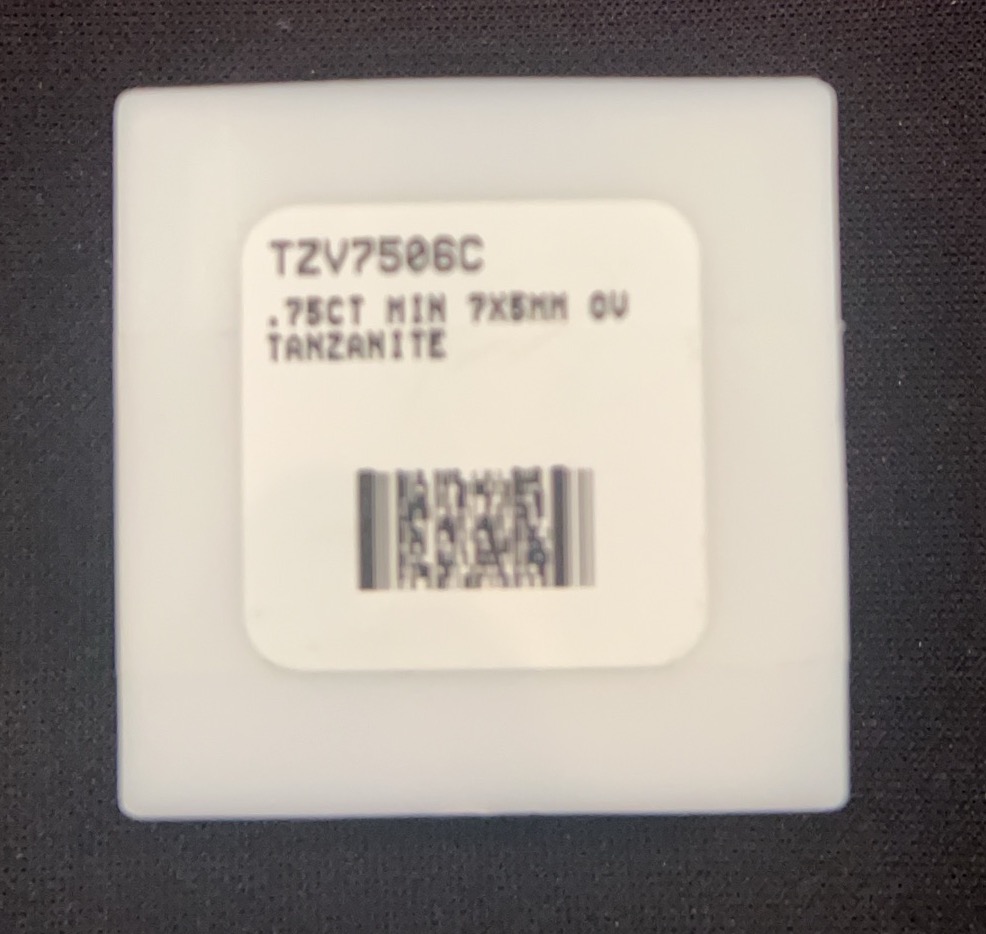 TZV7506C
.75CT MIN 7X5MM OV
TANZANITE